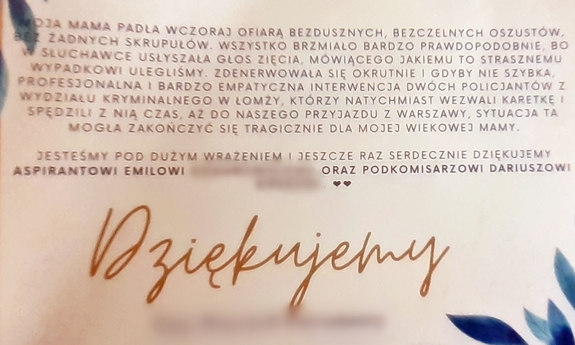 MOJA MAMA PADŁA WCZORAJ OFIARĄ BEZDUSZNYCH, BEZCZELNYCH OSZUSTÓW,
BEZ ŻADNYCH SKRUPUŁÓW. WSZYSTKO BRZMIAŁO BARDZO PRAWDOPODOBNIE, BO
W SŁUCHAWCE USŁYSZAŁA GŁOS ZIĘCIA, MÓWIĄCEGO JAKIEMU TO STRASZNEMU
WYPADKOWI ULEGLIŚMY. ZDENERWOWAŁA SIĘ OKRUTNIE I GDYBY NIE SZYBKA,
PROFESJONALNA I BARDZO EMPATYCZNA INTERWENCJA DWÓCH POLICJANTÓW Z
WYDZIAŁU KRYMINALNEGO W ŁOMŻY, KTÓRZY NATYCHMIAST WEZWALI KARETKĘ I
SPĘDZILI Z NIĄ CZAS, AŻ DO NASZEGO PRZYJAZDU Z WARSZAWY, SYTUACJA TA
MOGŁA ZAKOŃCZYĆ SIĘ TRAGICZNIE DLA MOJEJ WIEKOWEJ MAMY.
JESTEŚMY POD DUŻYM WRAŻENIEM I JESZCZE RAZ SERDECZNIE DZIĘKUJEMY
ASPIRANTOWI EMILOWI ORAZ PODKOMISARZOWI DARIUSZOWI
♥♥
Dziękujemy